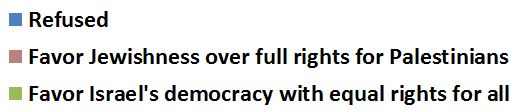 Refused
Favor Jewishness over full rights for Palestinians
Favor Israel's democracy with equal rights for all